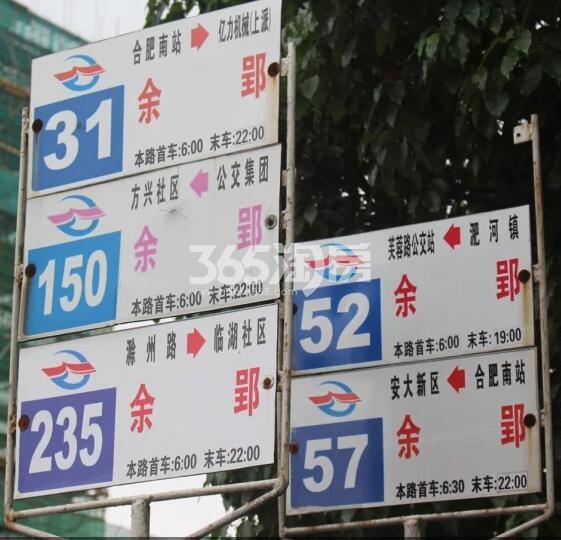 合肥南站 → 亿力机械(上派)
31
余 郢
本路首车:6:00 末车:22:00
方兴社区 ← 公交集团
150
余 郢
本路首车:6:00 末车:22:00
滁州路 → 临湖社区
235
余 郢
本路首车:6:00 末车:22:00
芙蓉路公交站 ← 淝河镇
52
余 郢
本路首车:6:00 末车:19:00
安大新区 ← 合肥南站
57
余 郢
本路首车:6:30 末车:22:00
365淘房